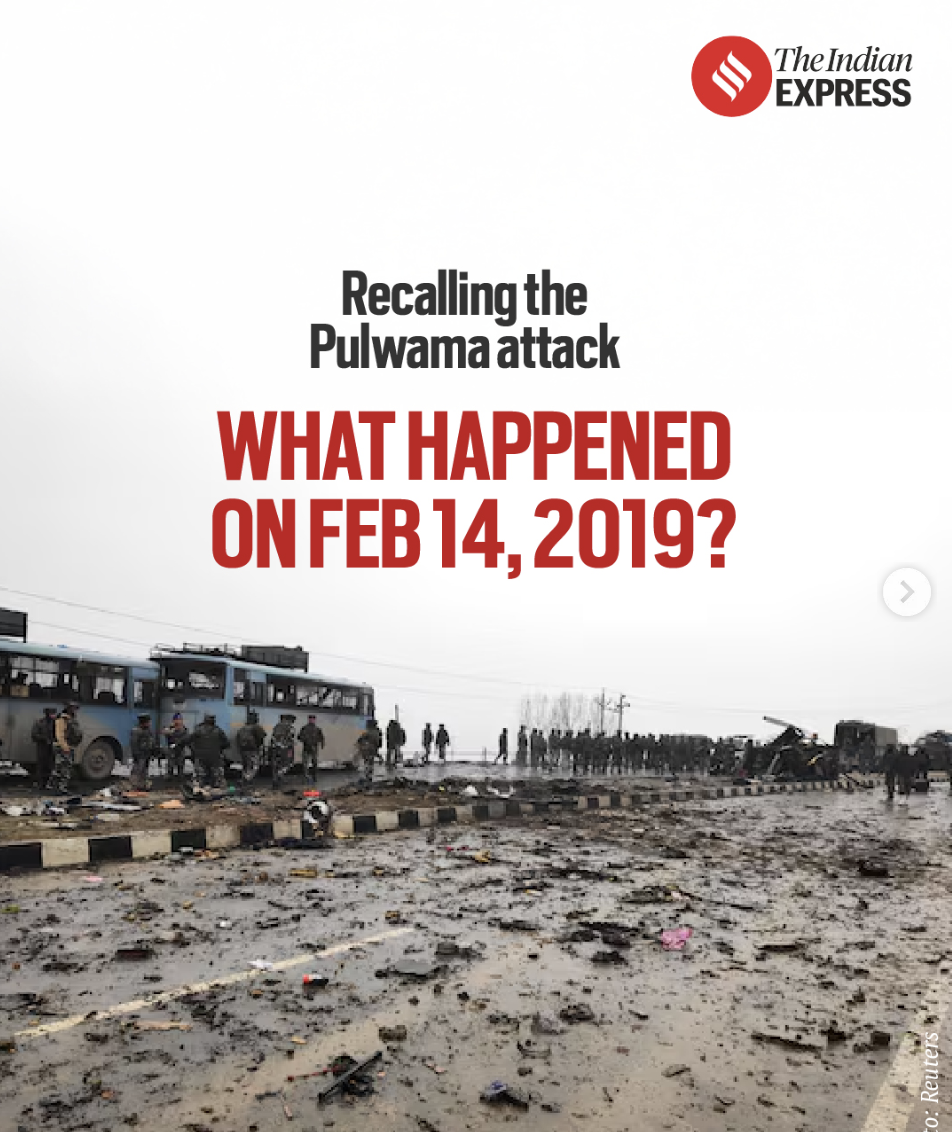 The Indian
EXPRESS
Recalling the
Pulwama attack
WHAT HAPPENED
ON FEB 14, 2019?
Reuters